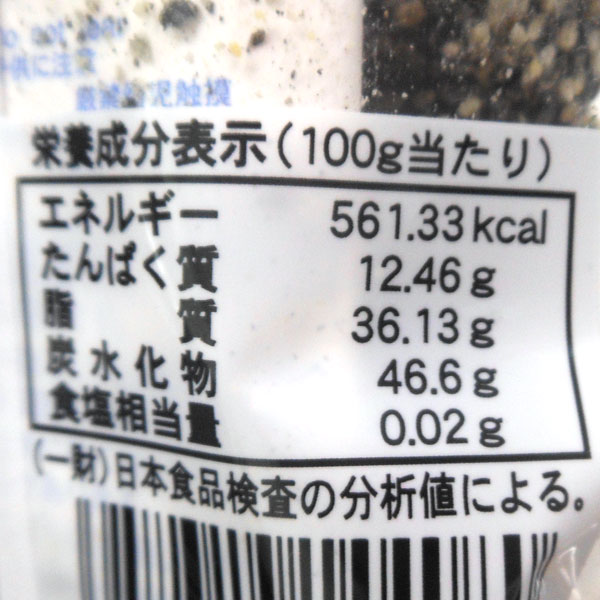 に注意
栄養成分表示(100g当たり)
エネルギー 561.33kcal
たんぱく質 12.46g
脂質 36.13g
炭水化物 46.6g
食塩相当量 0.02g
(一財)日本食品検査の分析値による。